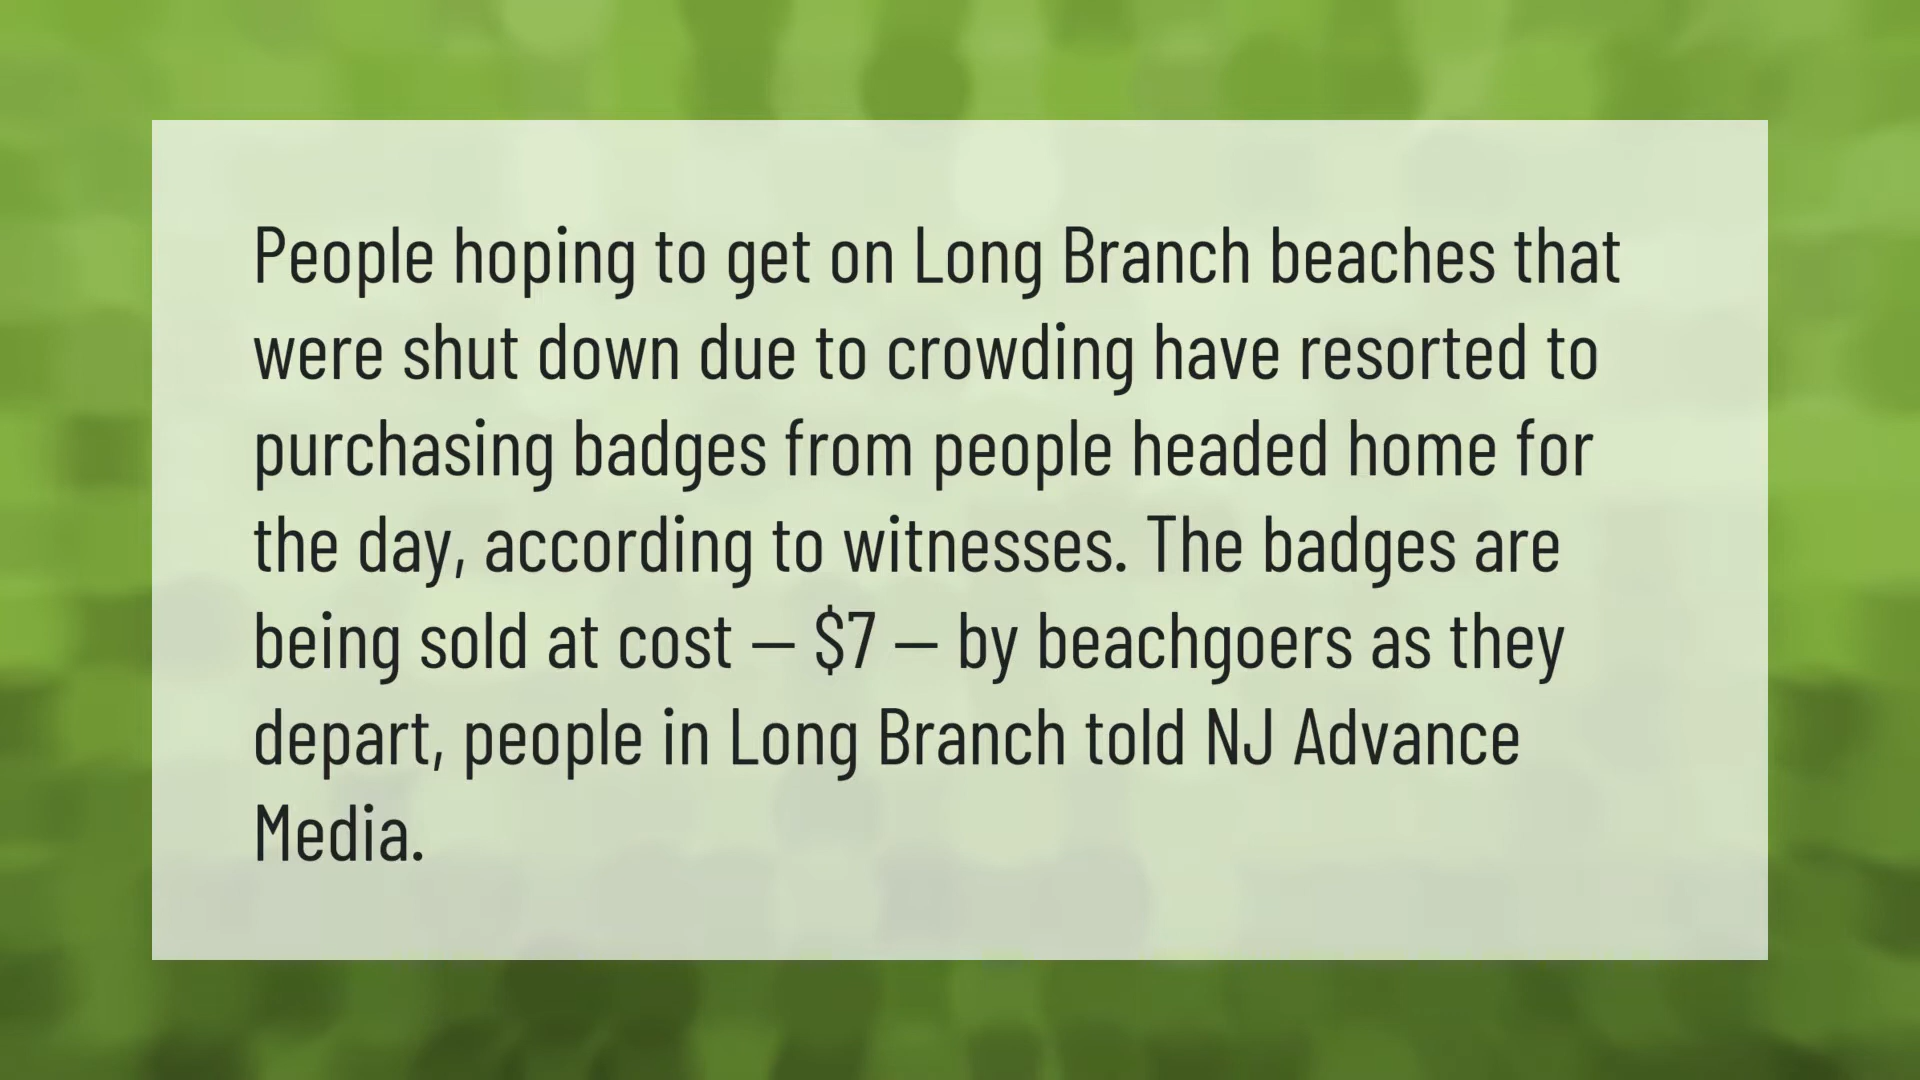 People hoping to get on Long Branch beaches that
were shut down due to crowding have resorted to
purchasing badges from people headed home for
the day, according to witnesses. The badges are
being sold at cost — $7 — by beachgoers as they
depart, people in Long Branch told NJ Advance
Media.